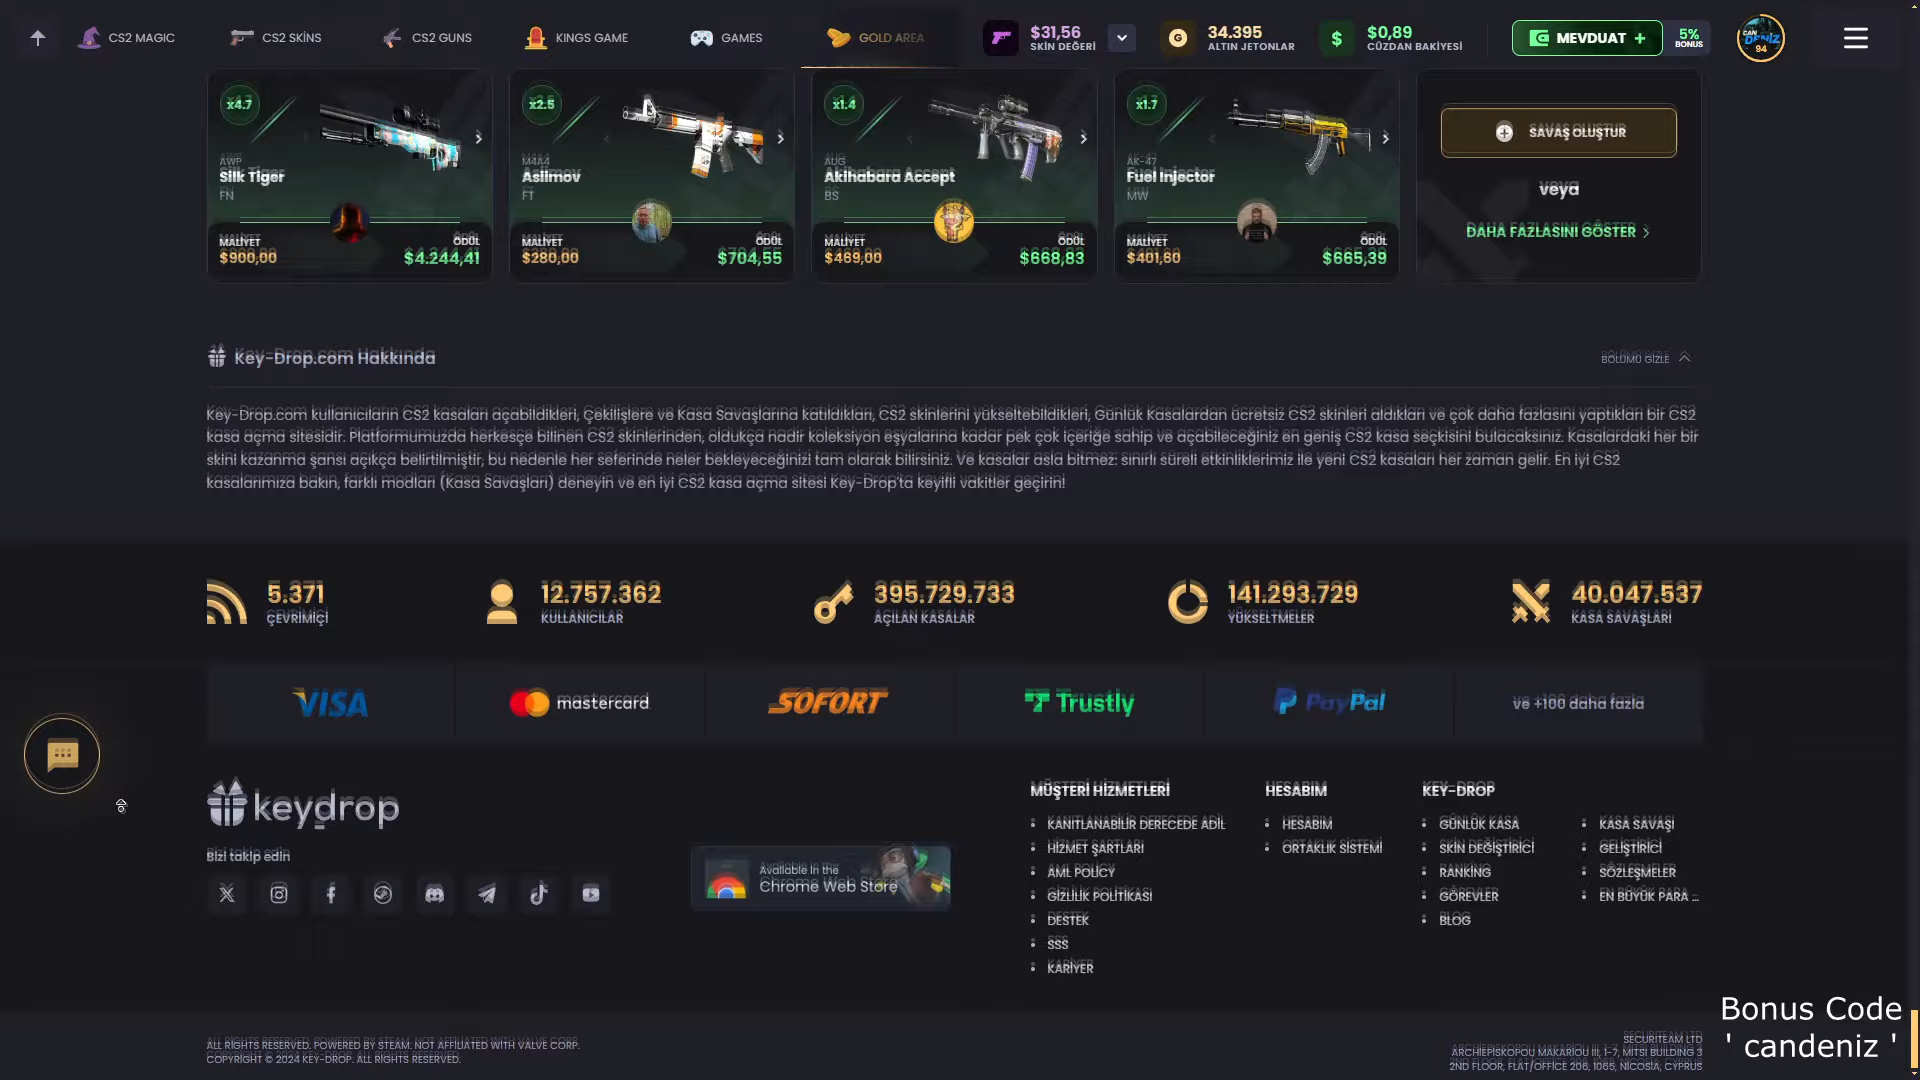 CS2 MAGIC
CS2 SKINS
CS2 GUNS
KINGS GAME
GAMES
GOLD AREA
$31,56
SKİN DEĞERİ
34.395
ALTIN JETONLAR
$0,89
CÜZDAN BAKİYESİ
MEVDUAT +
5%
BONUS
CAN
DENİZ
94
x4.7
AWP
Silk Tiger
FN
MALİYET
$900,00
ÖDÜL
$4.244,41
x2.5
M4A4
Asiimov
FT
MALİYET
$280,00
ÖDÜL
$704,55
x1.4
AUG
Akihabara Accept
BS
MALİYET
$469,00
ÖDÜL
$668,83
x1.7
AK-47
Fuel Injector
MW
MALİYET
$401,60
ÖDÜL
$665,39
SAVAŞ OLUŞTUR
veya
DAHA FAZLASINI GÖSTER
Key-Drop.com Hakkında
BÖLÜMÜ GİZLE
Key-Drop.com kullanıcıların CS2 kasaları açabildikleri, Çekilişlere ve Kasa Savaşlarına katıldıkları, CS2 skinlerini yükseltebildikleri, Günlük Kasalardan ücretsiz CS2 skinleri aldıkları ve çok daha fazlasını yaptıkları bir CS2
kasa açma sitesidir. Platformumuzda herkesçe bilinen CS2 skinlerinden, oldukça nadir koleksiyon eşyalarına kadar pek çok içeriğe sahip ve açabileceğiniz en geniş CS2 kasa seçkisini bulacaksınız. Kasalardaki her bir
skini kazanma şansı açıkça belirtilmiştir, bu nedenle her seferinde neler bekleyeceğinizi tam olarak bilirsiniz. Ve kasalar asla bitmez: sınırlı süreli etkinliklerimiz ile yeni CS2 kasaları her zaman gelir. En iyi CS2
kasalarımıza bakın, farklı modları (Kasa Savaşları) deneyin ve en iyi CS2 kasa açma sitesi Key-Drop'ta keyifli vakitler geçirin!
5.371
ÇEVRİMİÇİ
12.757.362
KULLANICILAR
395.729.733
AÇILAN KASALAR
141.293.729
YÜKSELTMELER
40.047.537
KASA SAVAŞLARI
VISA
mastercard
SOFORT
Trustly
PayPal
ve +100 daha fazla
keydrop
Bizi takip edin
Available in the
Chrome Web Store
MÜŞTERİ HİZMETLERİ
KANITLANABİLİR DERECEDE ADİL
HİZMET ŞARTLARI
AML POLICY
GİZLİLİK POLİTİKASI
DESTEK
SSS
KARİYER
HESABIM
HESABIM
ORTAKLIK SİSTEMİ
KEY-DROP
GÜNLÜK KASA
SKİN DEĞİŞTİRİCİ
RANKİNG
GÖREVLER
BLOG
KASA SAVAŞI
GELİŞTİRİCİ
SÖZLEŞMELER
EN BÜYÜK PARA ...
ALL RIGHTS RESERVED. POWERED BY STEAM. NOT AFFILIATED WITH VALVE CORP.
COPYRIGHT © 2024 KEY-DROP. ALL RIGHTS RESERVED.
SECURITEAM LTD
ARCHIEPISKOPOU MAKARIOU III, 1-7, MITSI BUILDING 3
2ND FLOOR, FLAT/OFFICE 206, 1065, NICOSIA, CYPRUS
Bonus Code
' candeniz '